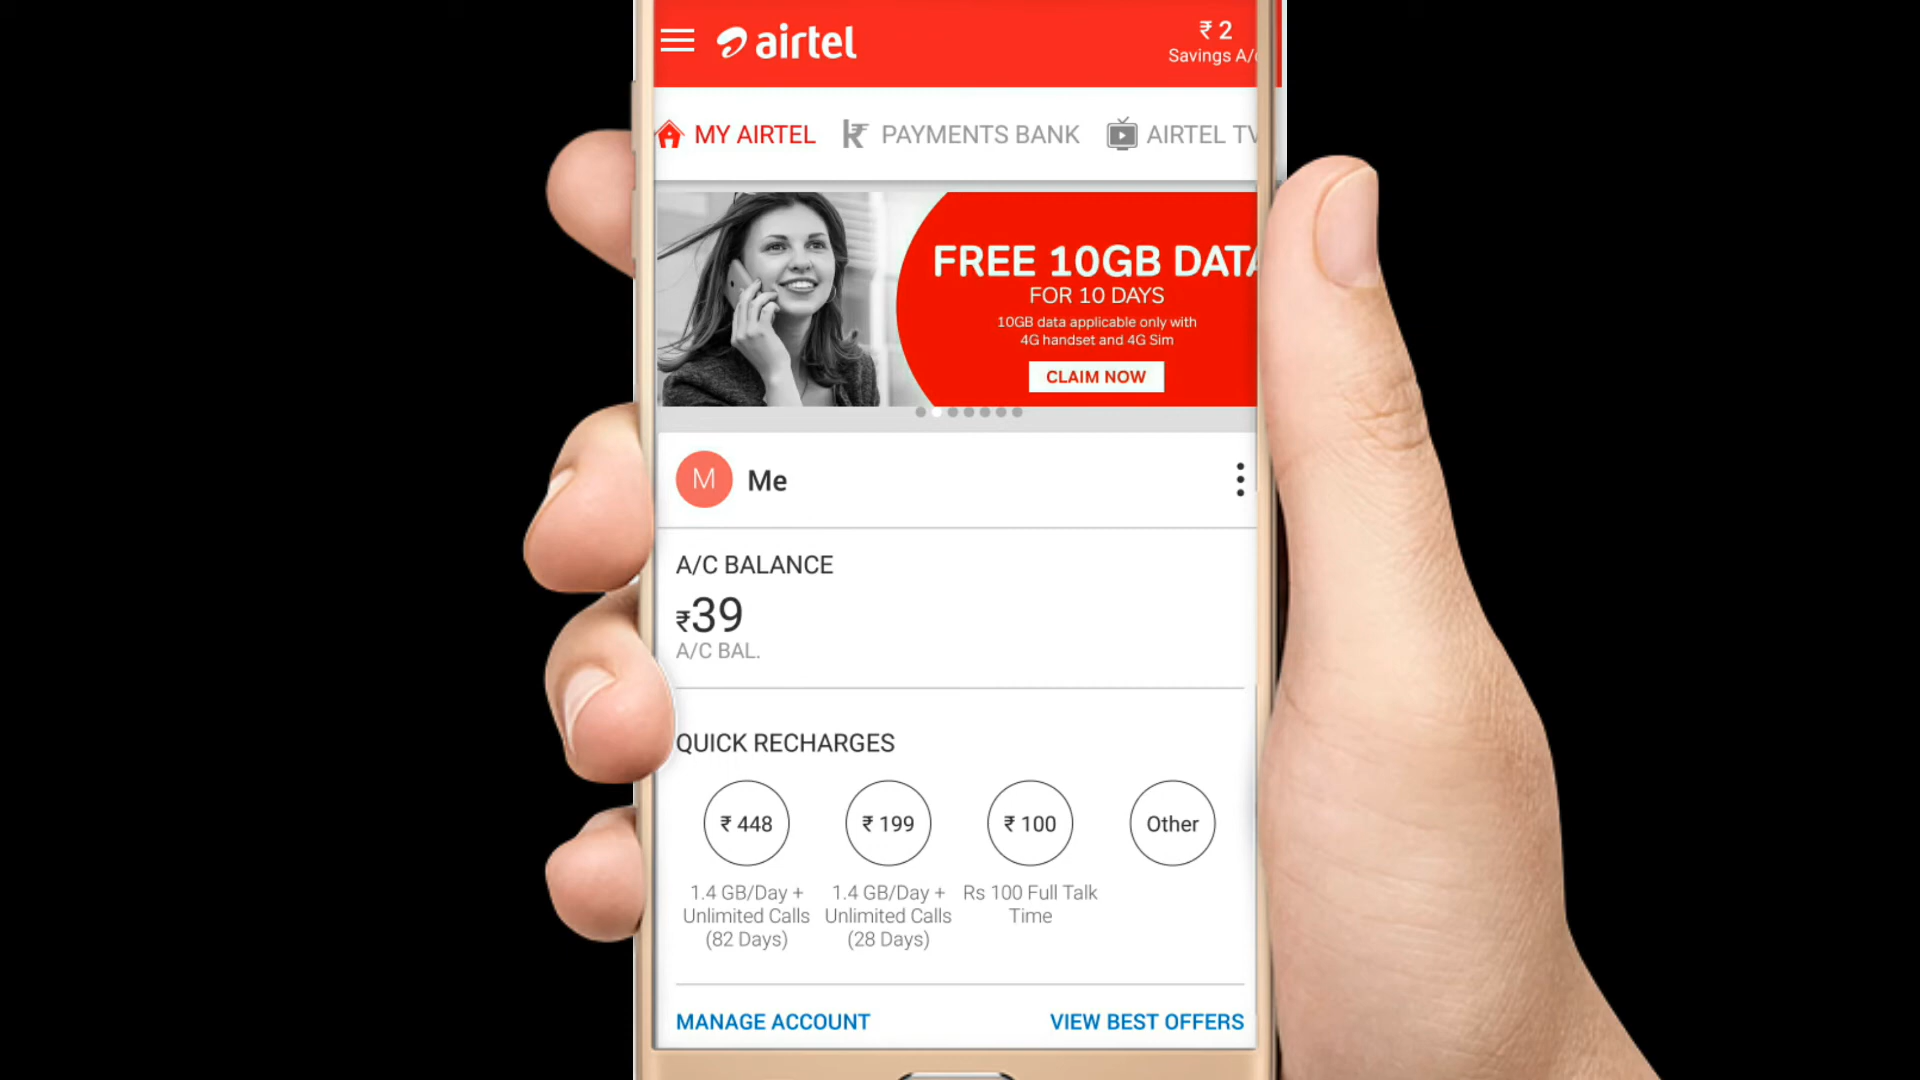 airtel
₹ 2
Savings A/
MY AIRTEL
PAYMENTS BANK
AIRTEL TV
FREE 10GB DATA
FOR 10 DAYS
10GB data applicable only with
4G handset and 4G Sim
CLAIM NOW
M
Me
A/C BALANCE
₹39
A/C BAL.
QUICK RECHARGES
₹ 448
₹ 199
₹ 100
Other
1.4 GB/Day +
Unlimited Calls
(82 Days)
1.4 GB/Day +
Unlimited Calls
(28 Days)
Rs 100 Full Talk
Time
MANAGE ACCOUNT
VIEW BEST OFFERS